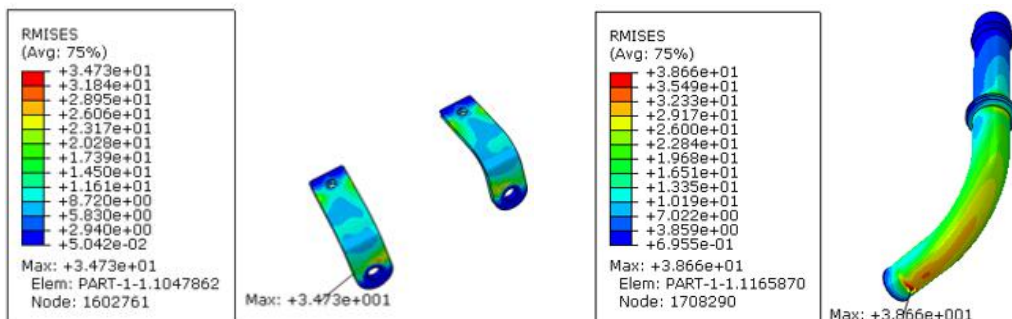 RMISES
(Avg: 75%)
+3.473e+01
+3.184e+01
+2.895e+01
+2.606e+01
+2.317e+01
+2.028e+01
+1.739e+01
+1.450e+01
+1.161e+01
+8.720e+00
+5.830e+00
+2.940e+00
+5.042e-02
Max: +3.473e+01
Elem: PART-1-1.1047862
Node: 1602761
Max: +3.473e+001
RMISES
(Avg: 75%)
+3.866e+01
+3.549e+01
+3.233e+01
+2.917e+01
+2.600e+01
+2.284e+01
+1.968e+01
+1.651e+01
+1.335e+01
+1.019e+01
+7.022e+00
+3.859e+00
+6.955e-01
Max: +3.866e+01
Elem: PART-1-1.1165870
Node: 1708290
Max: +3.866e+001